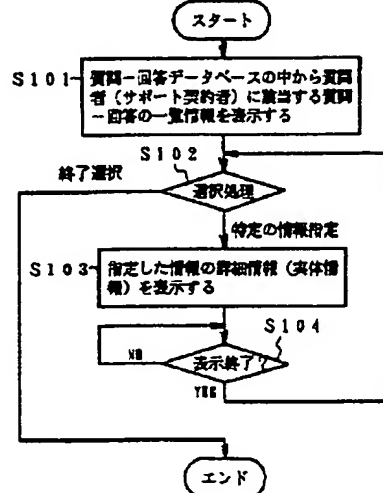 スタート
S101
質問－回答データベースの中から質問
者（サポート契約者）に該当する質問
－回答の一覧情報を表示する
S102
終了選択
選択処理
特定の情報指定
S103
指定した情報の詳細情報（実体情
報）を表示する
S104
表示終了？
NO
YES
エンド